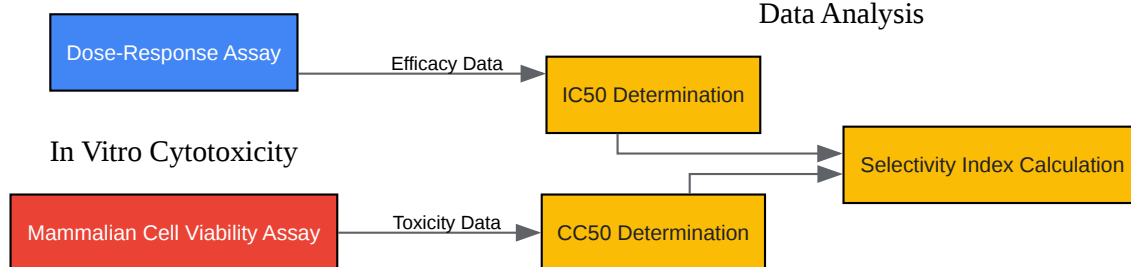 Data Analysis
Dose-Response Assay
Efficacy Data
IC50 Determination
In Vitro Cytotoxicity
Selectivity Index Calculation
Mammalian Cell Viability Assay
Toxicity Data
CC50 Determination